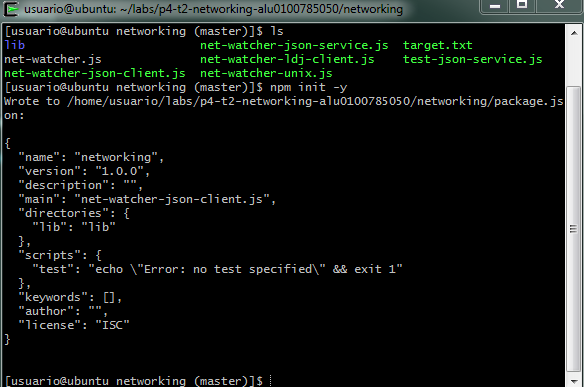 usuario@ubuntu: ~/labs/p4-t2-networking-alu0100785050/networking
[usuario@ubuntu networking (master)]$ ls
lib                     net-watcher-json-service.js  target.txt
net-watcher.js          net-watcher-ldj-client.js    test-json-service.js
net-watcher-json-client.js  net-watcher-unix.js
[usuario@ubuntu networking (master)]$ npm init -y
Wrote to /home/usuario/labs/p4-t2-networking-alu0100785050/networking/package.js
on:
{
  "name": "networking",
  "version": "1.0.0",
  "description": "",
  "main": "net-watcher-json-client.js",
  "directories": {
    "lib": "lib"
  },
  "scripts": {
    "test": "echo \"Error: no test specified\" && exit 1"
  },
  "keywords": [],
  "author": "",
  "license": "ISC"
}
[usuario@ubuntu networking (master)]$